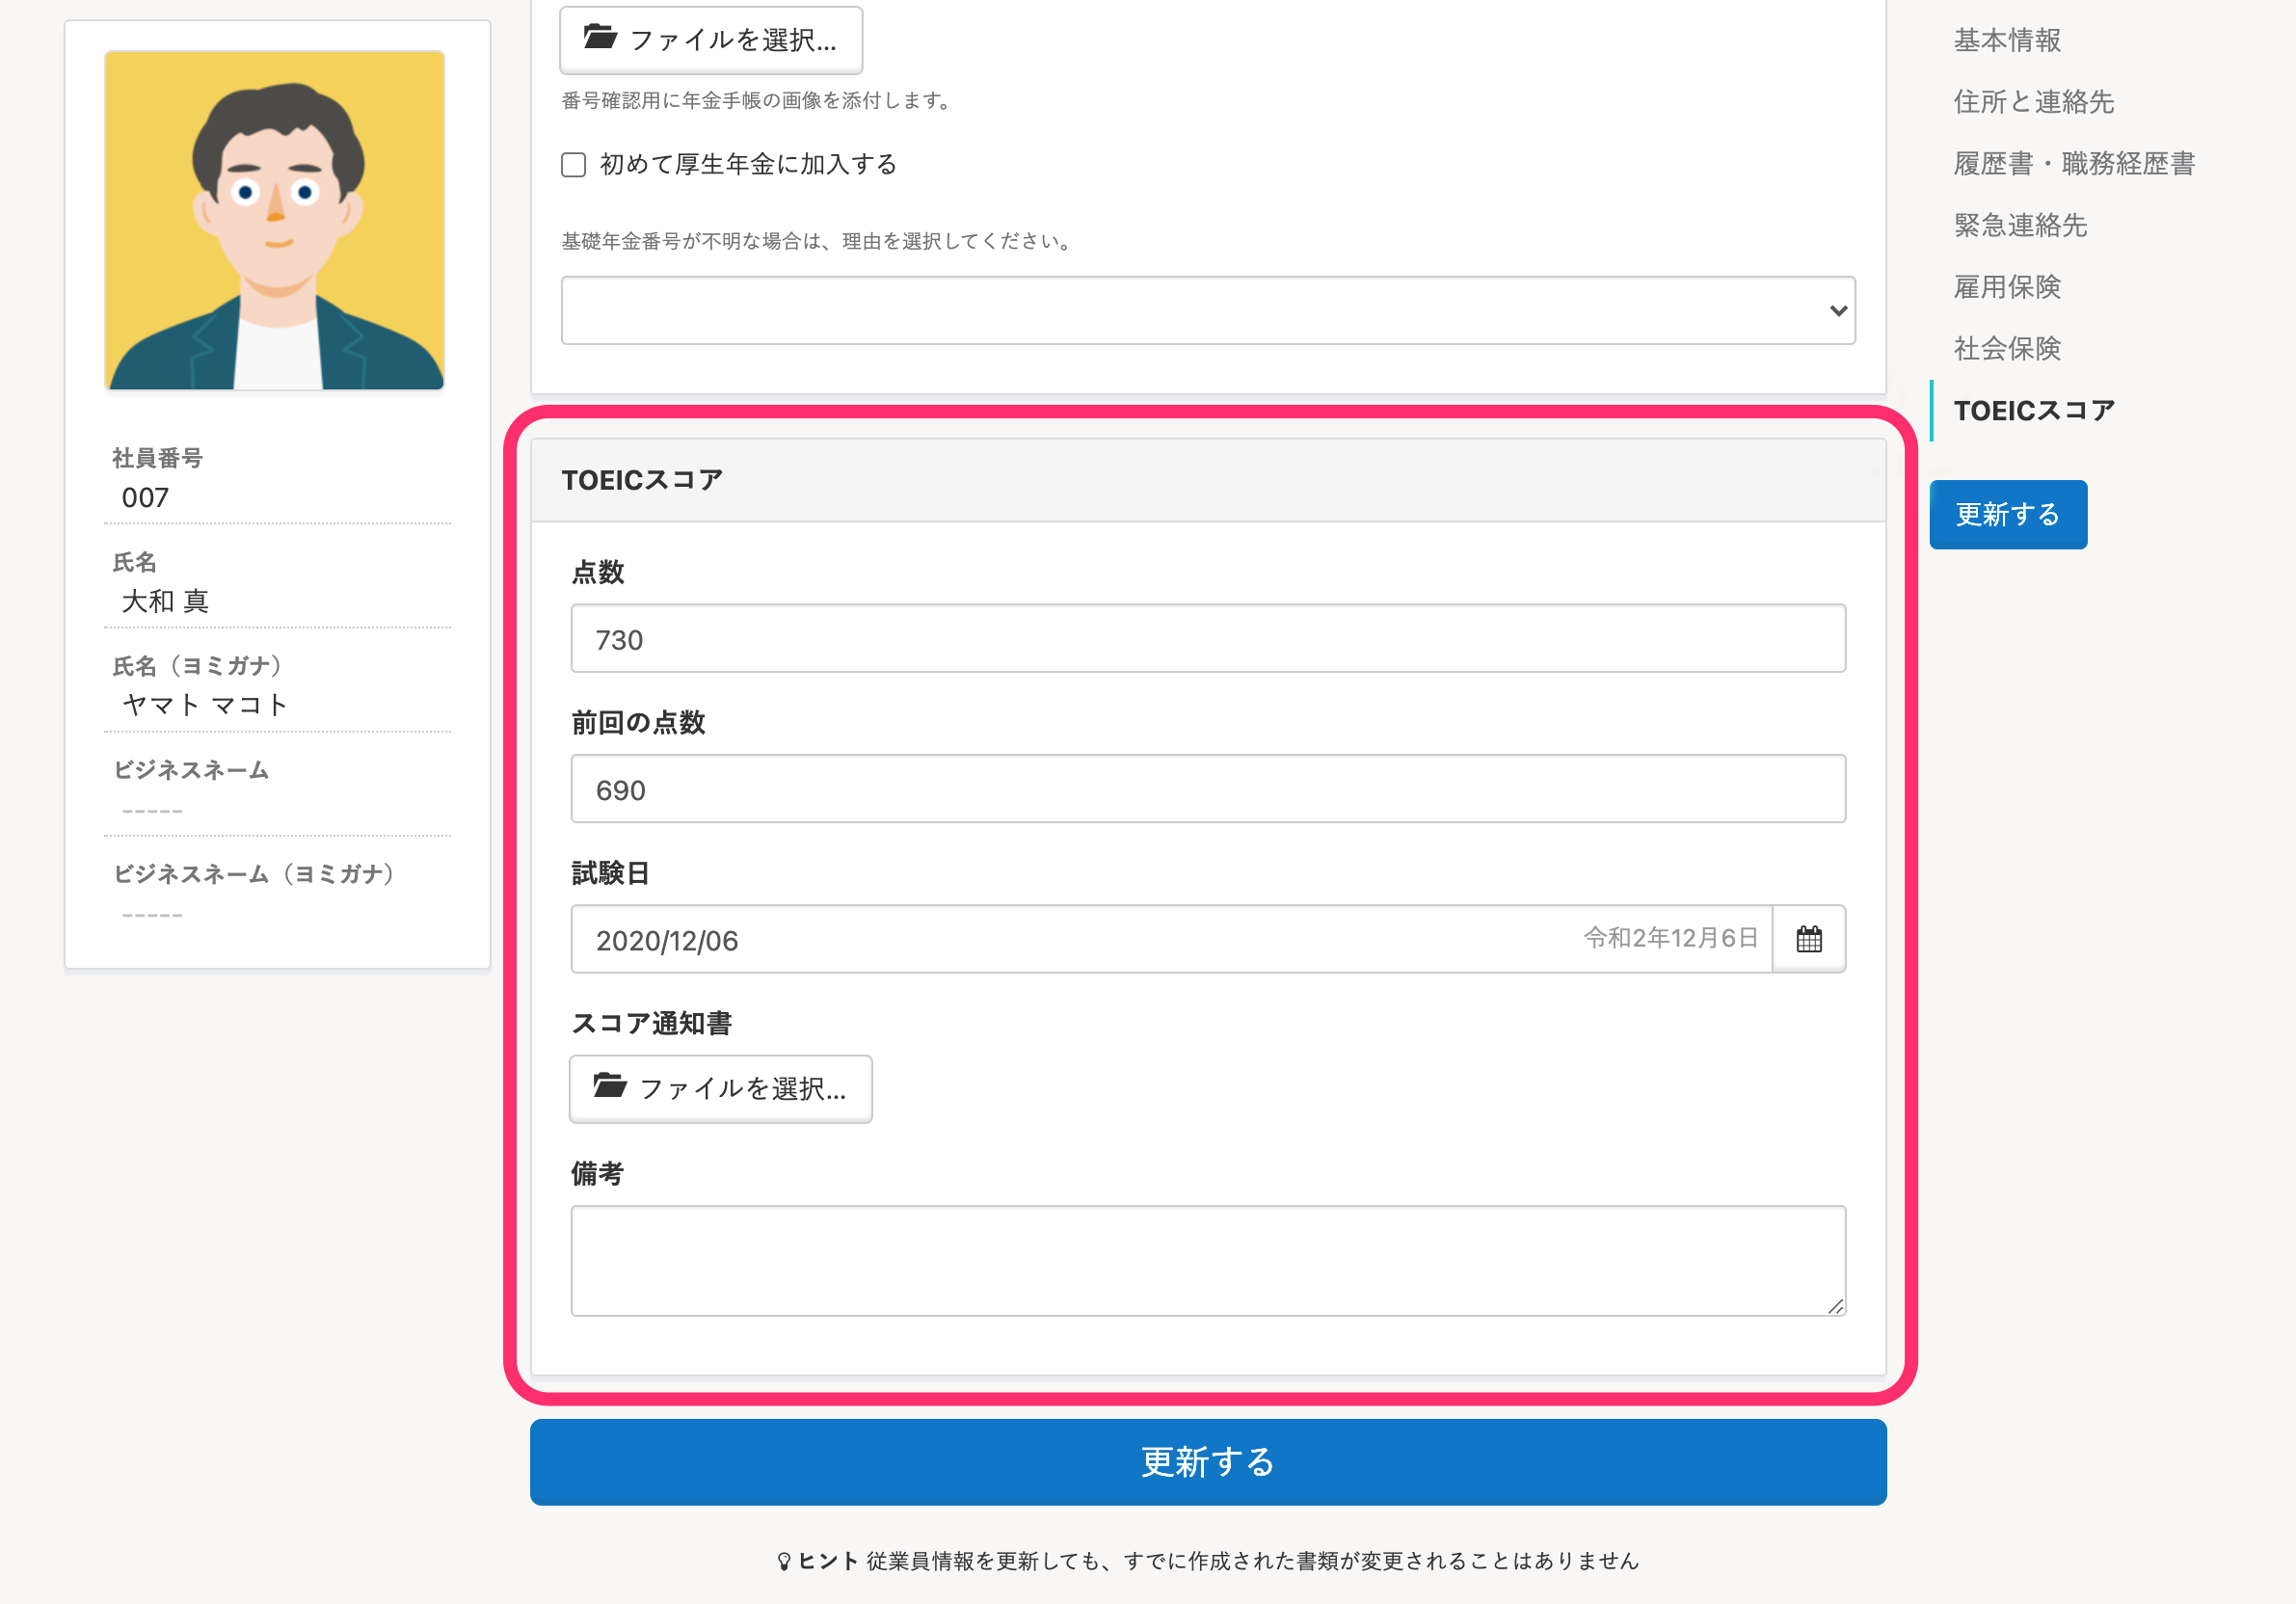 社員番号
007
氏名
大和 真
氏名（ヨミガナ）
ヤマト マコト
ビジネスネーム
-----
ビジネスネーム（ヨミガナ）
-----
ファイルを選択...
番号確認用に年金手帳の画像を添付します。
初めて厚生年金に加入する
基礎年金番号が不明な場合は、理由を選択してください。
TOEICスコア
点数
730
前回の点数
690
試験日
2020/12/06 令和2年12月6日
スコア通知書
ファイルを選択...
備考
更新する
ヒント 従業員情報を更新しても、すでに作成された書類が変更されることはありません
基本情報
住所と連絡先
履歴書・職務経歴書
緊急連絡先
雇用保険
社会保険
TOEICスコア
更新する